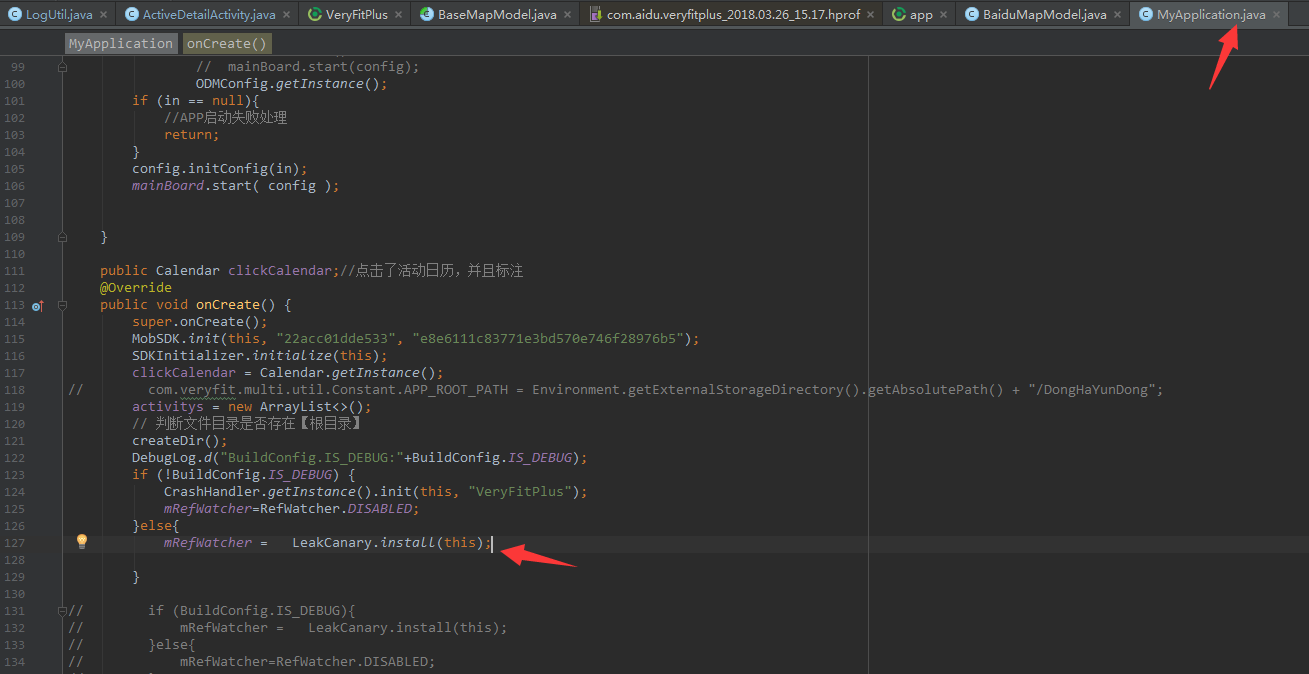 LogUtil.java × ActiveDetailActivity.java × VeryFitPlus × BaseMapModel.java × com.aidu.veryfitplus_2018.03.26_15.17.hprof × app × BaiduMapModel.java × MyApplication.java ×
MyApplication onCreate()
99 // mainBoard.start(config);
100 ODMConfig.getInstance();
101 if (in == null){
102 //APP启动失败处理
103 return;
104 }
105 config.initConfig(in);
106 mainBoard.start( config );
107
108
109 }
110
111 public Calendar clickCalendar;//点击了活动日历，并且标注
112 @Override
113 public void onCreate() {
114 super.onCreate();
115 MobSDK.init(this, "22acc01dde533", "e8e6111c83771e3bd570e746f28976b5");
116 SDKInitializer.initialize(this);
117 clickCalendar = Calendar.getInstance();
118 // com.veryfit.multi.util.Constant.APP_ROOT_PATH = Environment.getExternalStorageDirectory().getAbsolutePath() + "/DongHaYunDong";
119 activitys = new ArrayList<>();
120 // 判断文件目录是否存在【根目录】
121 createDir();
122 DebugLog.d("BuildConfig.IS_DEBUG:"+BuildConfig.IS_DEBUG);
123 if (!BuildConfig.IS_DEBUG) {
124 CrashHandler.getInstance().init(this, "VeryFitPlus");
125 mRefWatcher=RefWatcher.DISABLED;
126 }else{
127 mRefWatcher = LeakCanary.install(this);
128
129 }
130
131 // if (BuildConfig.IS_DEBUG){
132 // mRefWatcher = LeakCanary.install(this);
133 // }else{
134 // mRefWatcher=RefWatcher.DISABLED;